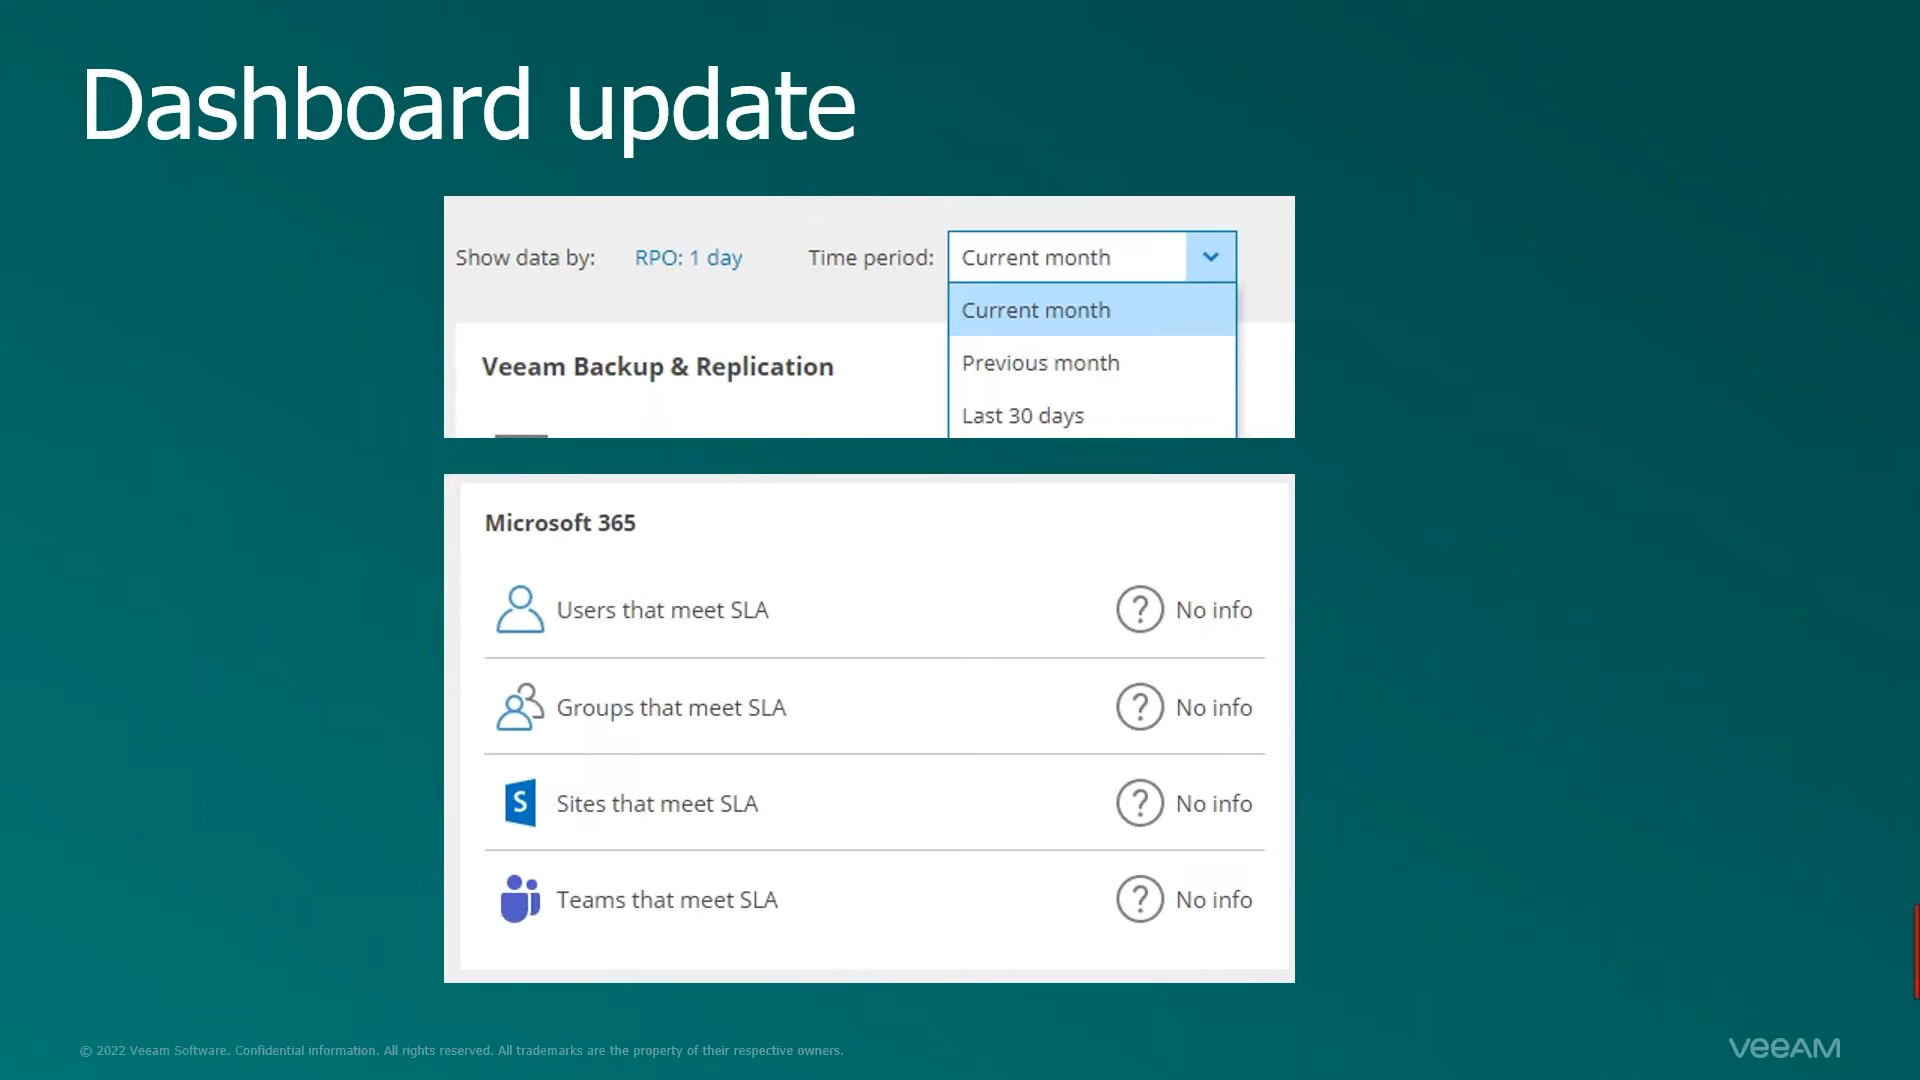 Dashboard update
Show data by: RPO: 1 day Time period: Current month
Current month
Previous month
Last 30 days
Veeam Backup & Replication
Microsoft 365
Users that meet SLA ? No info
Groups that meet SLA ? No info
S Sites that meet SLA ? No info
Teams that meet SLA ? No info
© 2022 Veeam Software. Confidential information. All rights reserved. All trademarks are the property of their respective owners.
veeAM